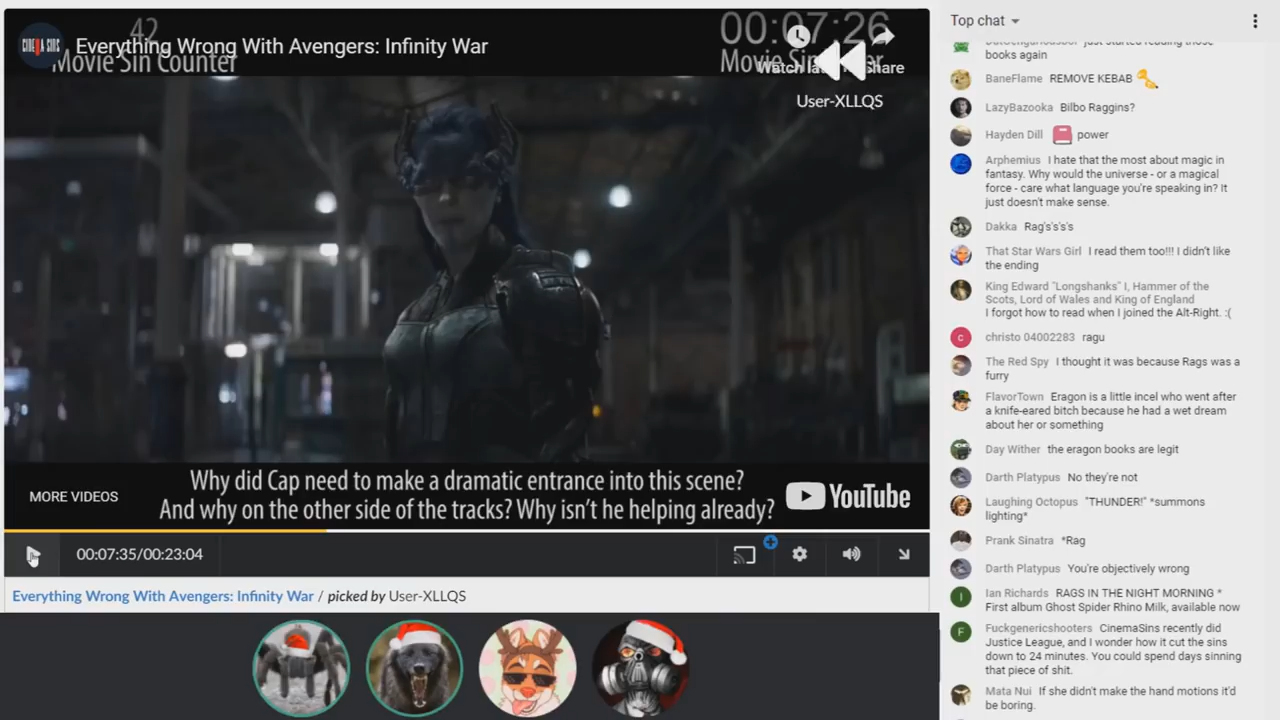 CINEMA SINS
Everything Wrong With Avengers: Infinity War
42
Movie Sin Counter
00:07:26
Movie Sin
Share
User-XLLQS
Why did Cap need to make a dramatic entrance into this scene?
And why on the other side of the tracks? Why isn't he helping already?
MORE VIDEOS
YouTube
00:07:35/00:23:04
Everything Wrong With Avengers: Infinity War / picked by User-XLLQS
Top chat
just started reading those
books again
BaneFlame REMOVE KEBAB
LazyBazooka Bilbo Raggins?
Hayden Dill power
Arphemius I hate that the most about magic in
fantasy. Why would the universe - or a magical
force - care what language you're speaking in? It
just doesn't make sense.
Dakka Rag's's's's
That Star Wars Girl I read them too!!! I didn't like
the ending
King Edward "Longshanks" I, Hammer of the
Scots, Lord of Wales and King of England
I forgot how to read when I joined the Alt-Right. :(
christo 04002283 ragu
The Red Spy I thought it was because Rags was a
furry
FlavorTown Eragon is a little incel who went after
a knife-eared bitch because he had a wet dream
about her or something
Day Wither the eragon books are legit
Darth Platypus No they're not
Laughing Octopus "THUNDER!" *summons
lighting*
Prank Sinatra *Rag
Darth Platypus You're objectively wrong
Ian Richards RAGS IN THE NIGHT MORNING *
First album Ghost Spider Rhino Milk, available now
Fuckgenericshooters CinemaSins recently did
Justice League, and I wonder how it cut the sins
down to 24 minutes. You could spend days sinning
that piece of shit.
Mata Nui If she didn't make the hand motions it'd
be boring.